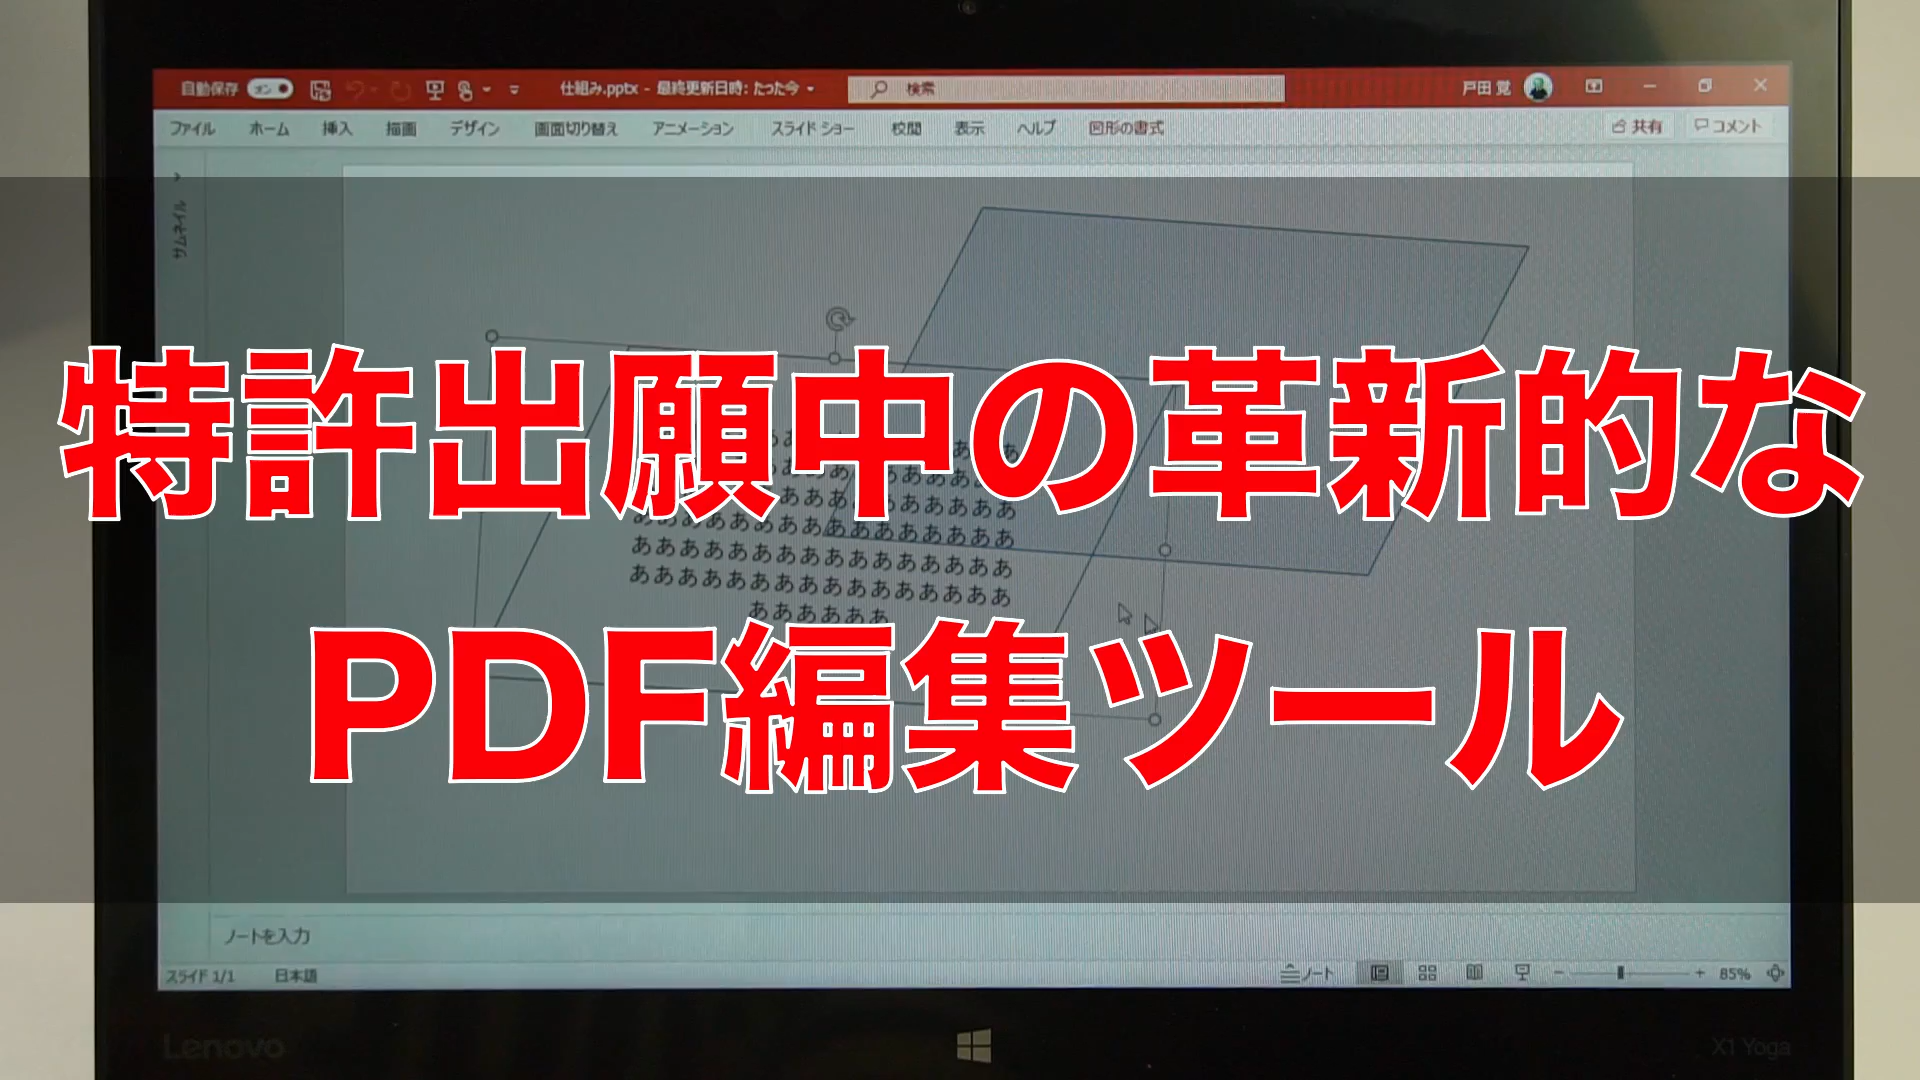 自動保存 オン 仕組み.pptx - 最終更新日時: たった今 検索 戸田 覚
ファイル ホーム 挿入 描画 デザイン 画面切り替え アニメーション スライド ショー 校閲 表示 ヘルプ 図形の書式 共有 コメント
サムネイル
特許出願中の革新的な
ああああああああああああああああ
ああああああああああああああああ
ああああああ
PDF編集ツール
ノートを入力
スライド 1/1 日本語 ノート 85%
Lenovo X1 Yoga